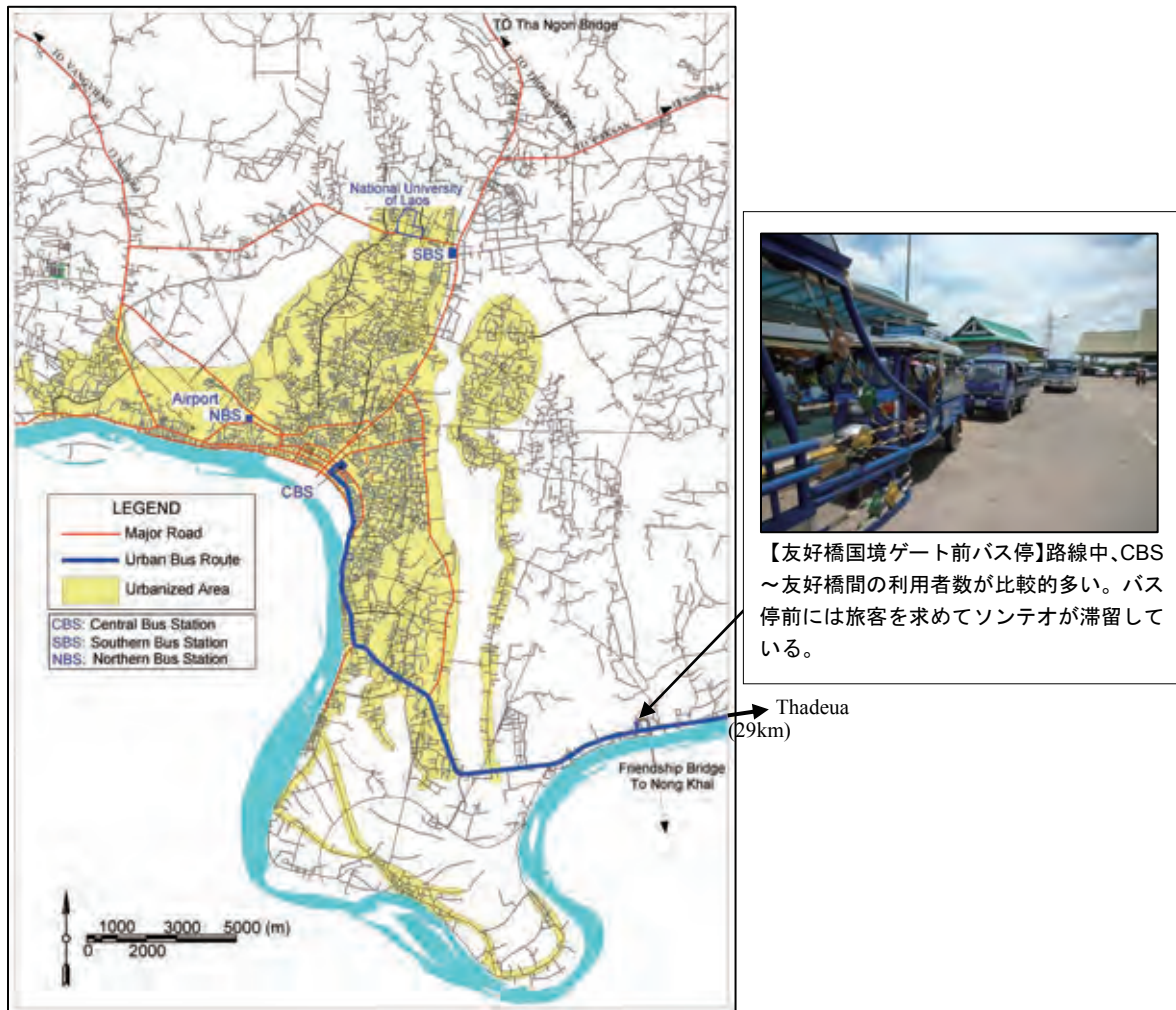 TO Tha Ngon Bridge
TO VANGVIENG
National University
of Laos
SBS
Airport
NBS
CBS
LEGEND
Major Road
Urban Bus Route
Urbanized Area
CBS: Central Bus Station
SBS: Southern Bus Station
NBS: Northern Bus Station
Friendship Bridge
To Nong Khai
1000 3000 5000 (m)
0 2000
【友好橋国境ゲート前バス停】路線中、CBS
~友好橋間の利用者数が比較的多い。バス
停前には旅客を求めてソンテオが滞留して
いる。
Thadeua
(29km)